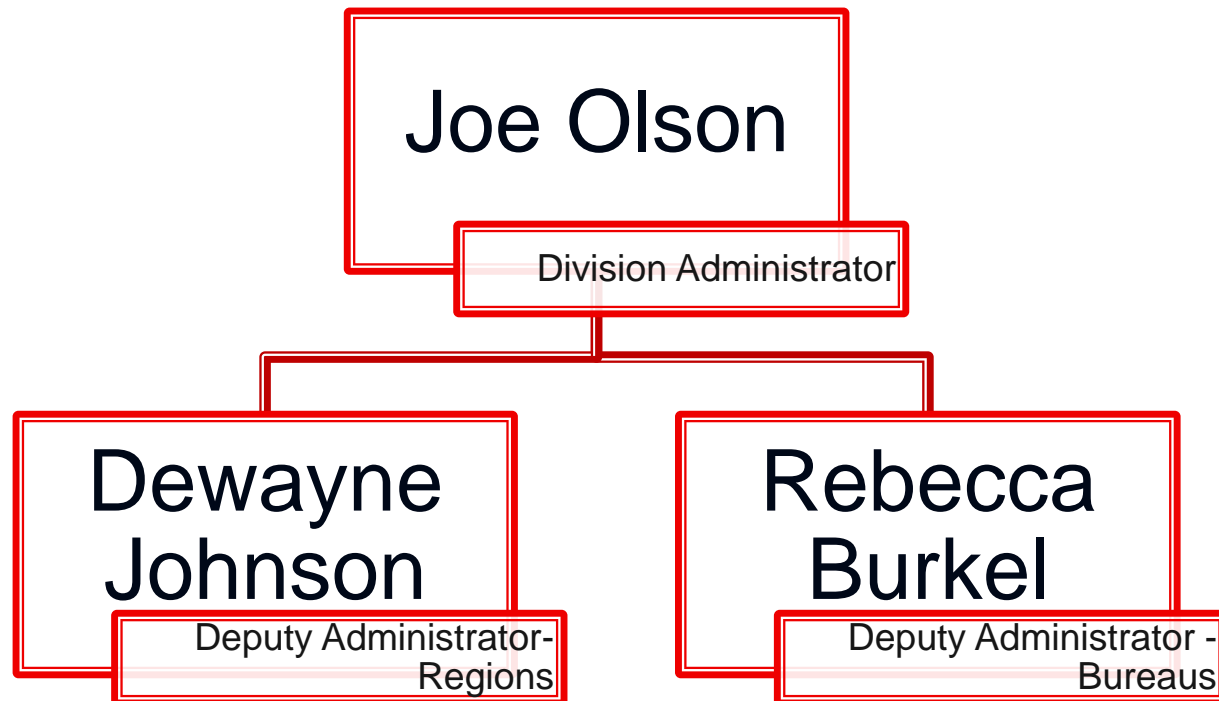 Joe Olson
Division Administrator
Dewayne
Johnson
Deputy Administrator-
Regions
Rebecca
Burkel
Deputy Administrator -
Bureaus